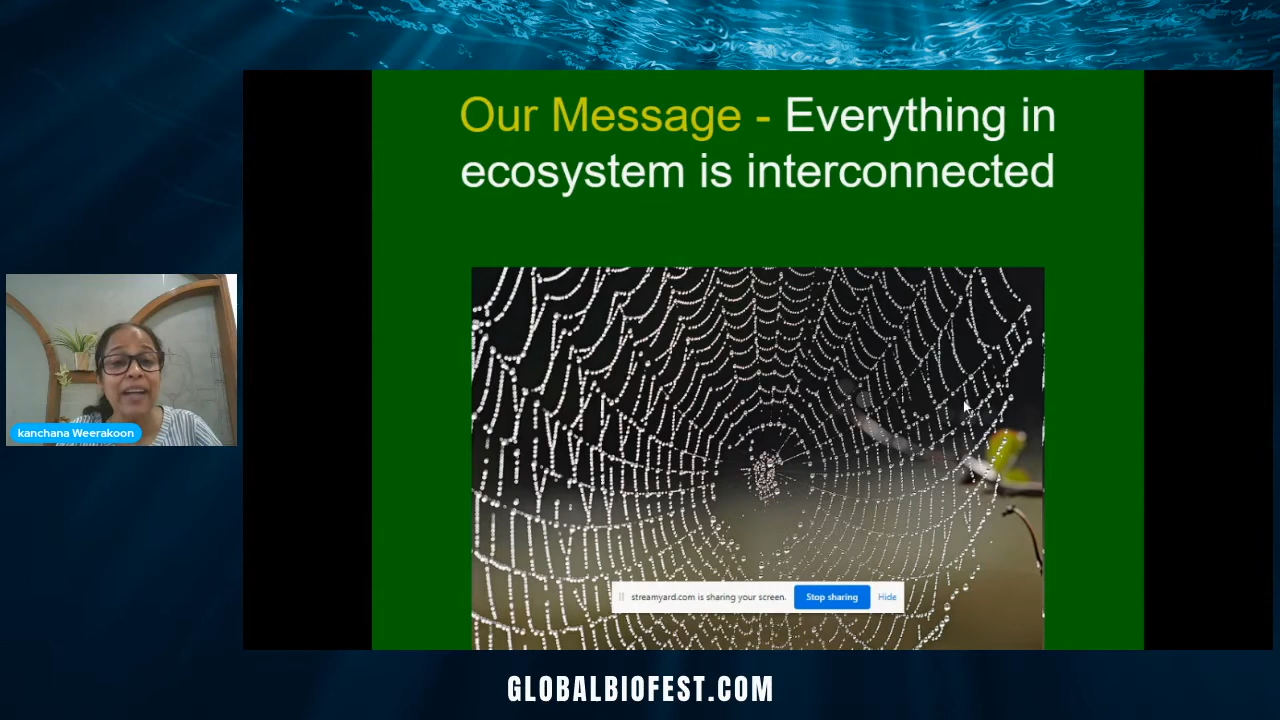 Our Message - Everything in
ecosystem is interconnected
kanchana Weerakoon
streamyard.com is sharing your screen.
Stop sharing
Hide
GLOBALBIOFEST.COM